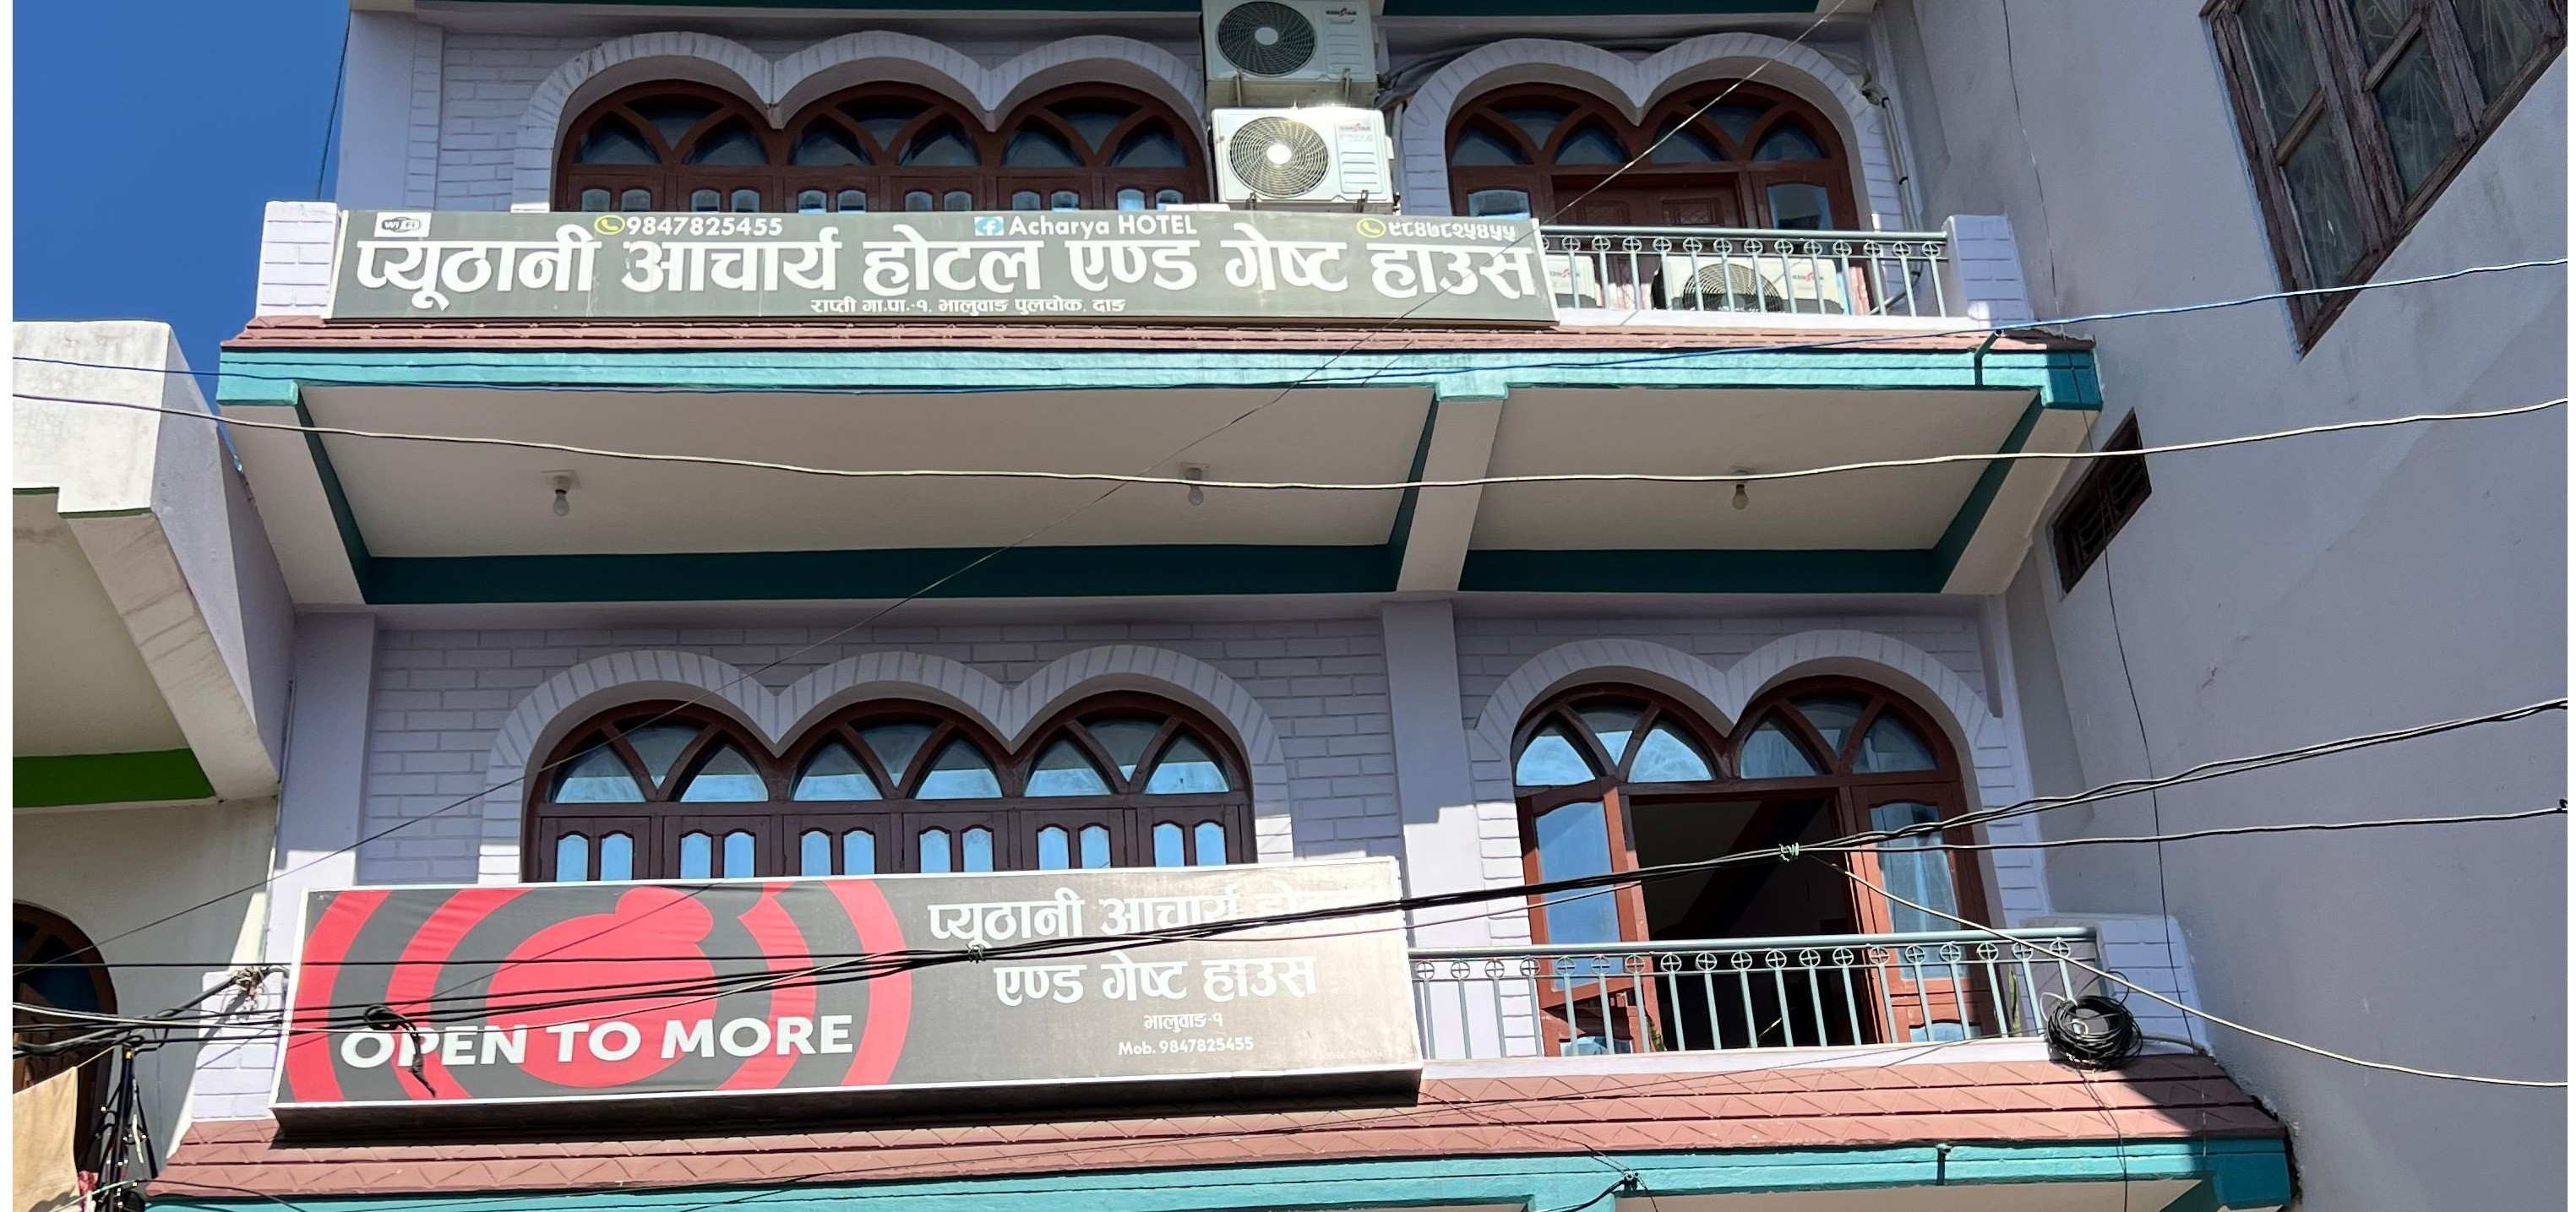 WiFi 9847825455 Acharya HOTEL ९८४७८२५४५५
प्यूठानी आचार्य होटल एण्ड गेष्ट हाउस
राप्ती गा.पा.-१, भालुवाङ पुलचोक, दाङ
प्यूठानी आचार्य
एण्ड गेष्ट हाउस
भालुवाङ-१
Mob. 9847825455
OPEN TO MORE